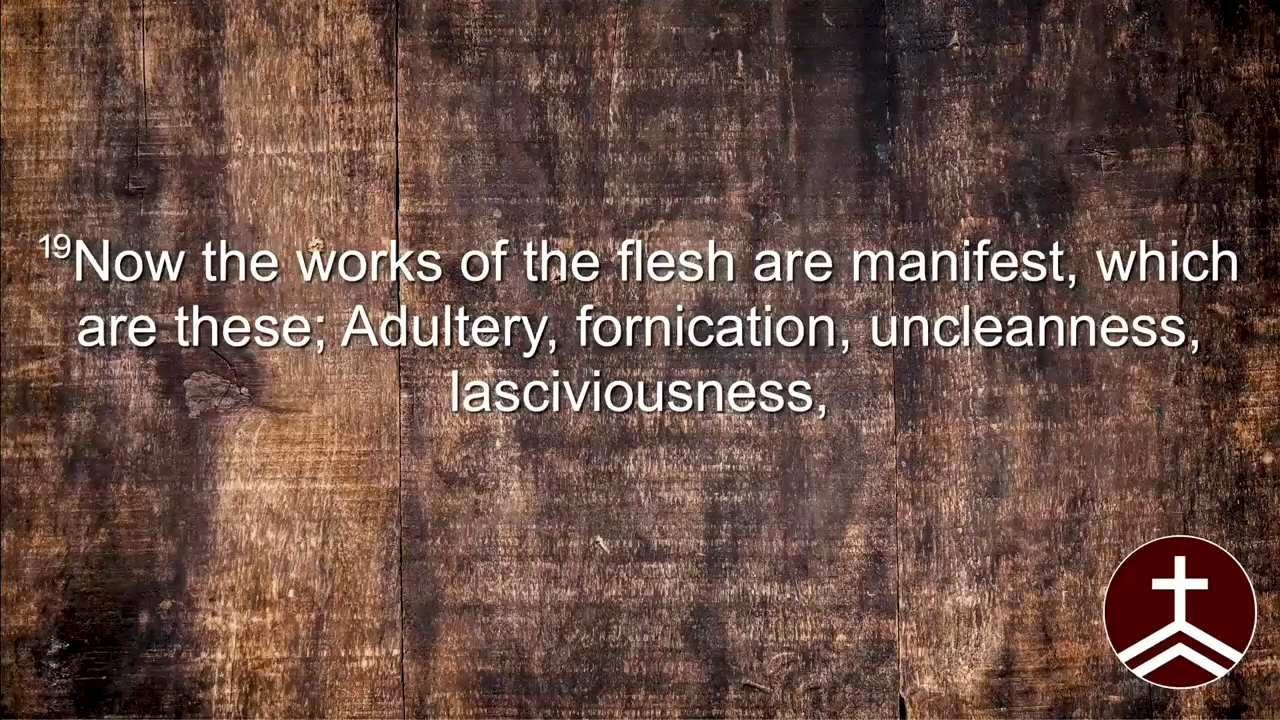 19Now the works of the flesh are manifest, which
are these; Adultery, fornication, uncleanness,
lasciviousness,